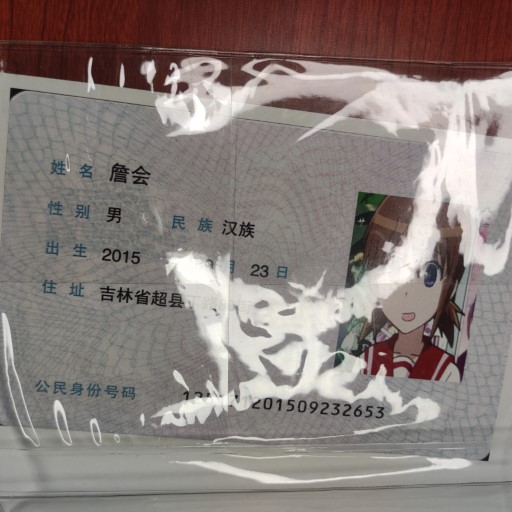 姓名 詹会
性别 男 民族 汉族
出生 2015 月 23 日
住址 吉林省超县
公民身份号码 201509232653